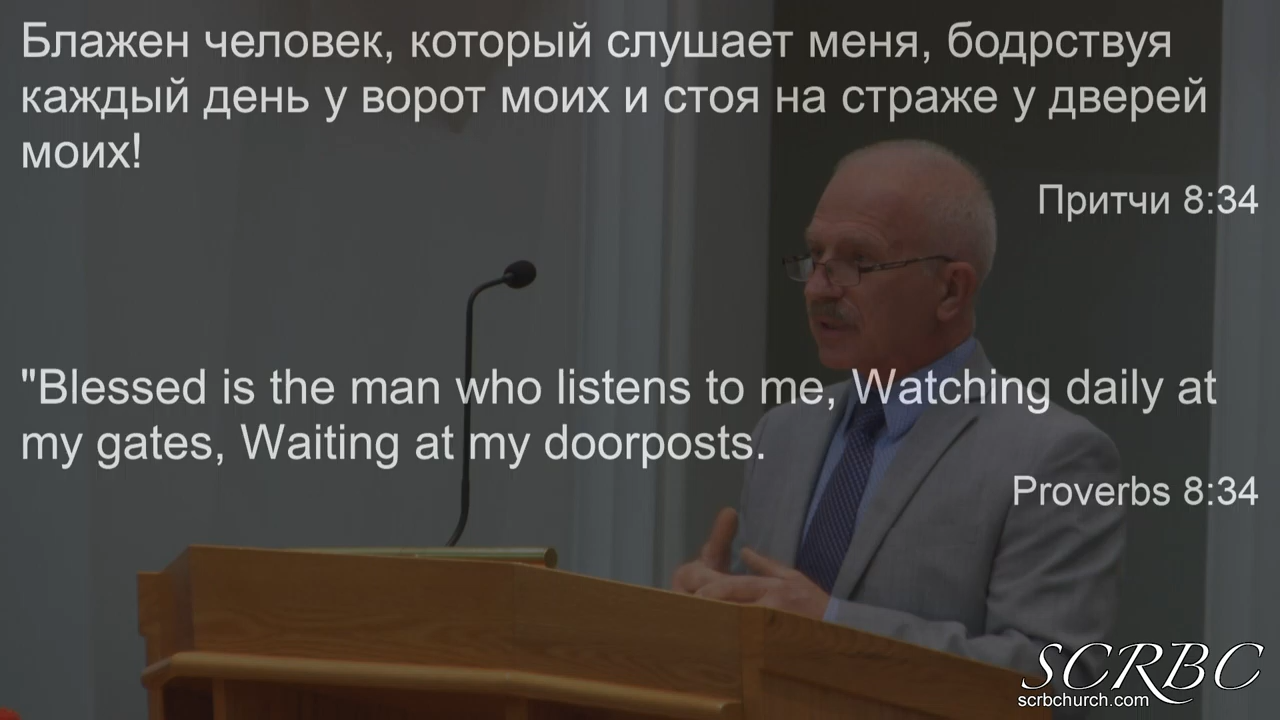 Блажен человек, который слушает меня, бодрствуя
каждый день у ворот моих и стоя на страже у дверей
моих!
Притчи 8:34
"Blessed is the man who listens to me, Watching daily at
my gates, Waiting at my doorposts.
Proverbs 8:34
SCRBC
scrbchurch.com